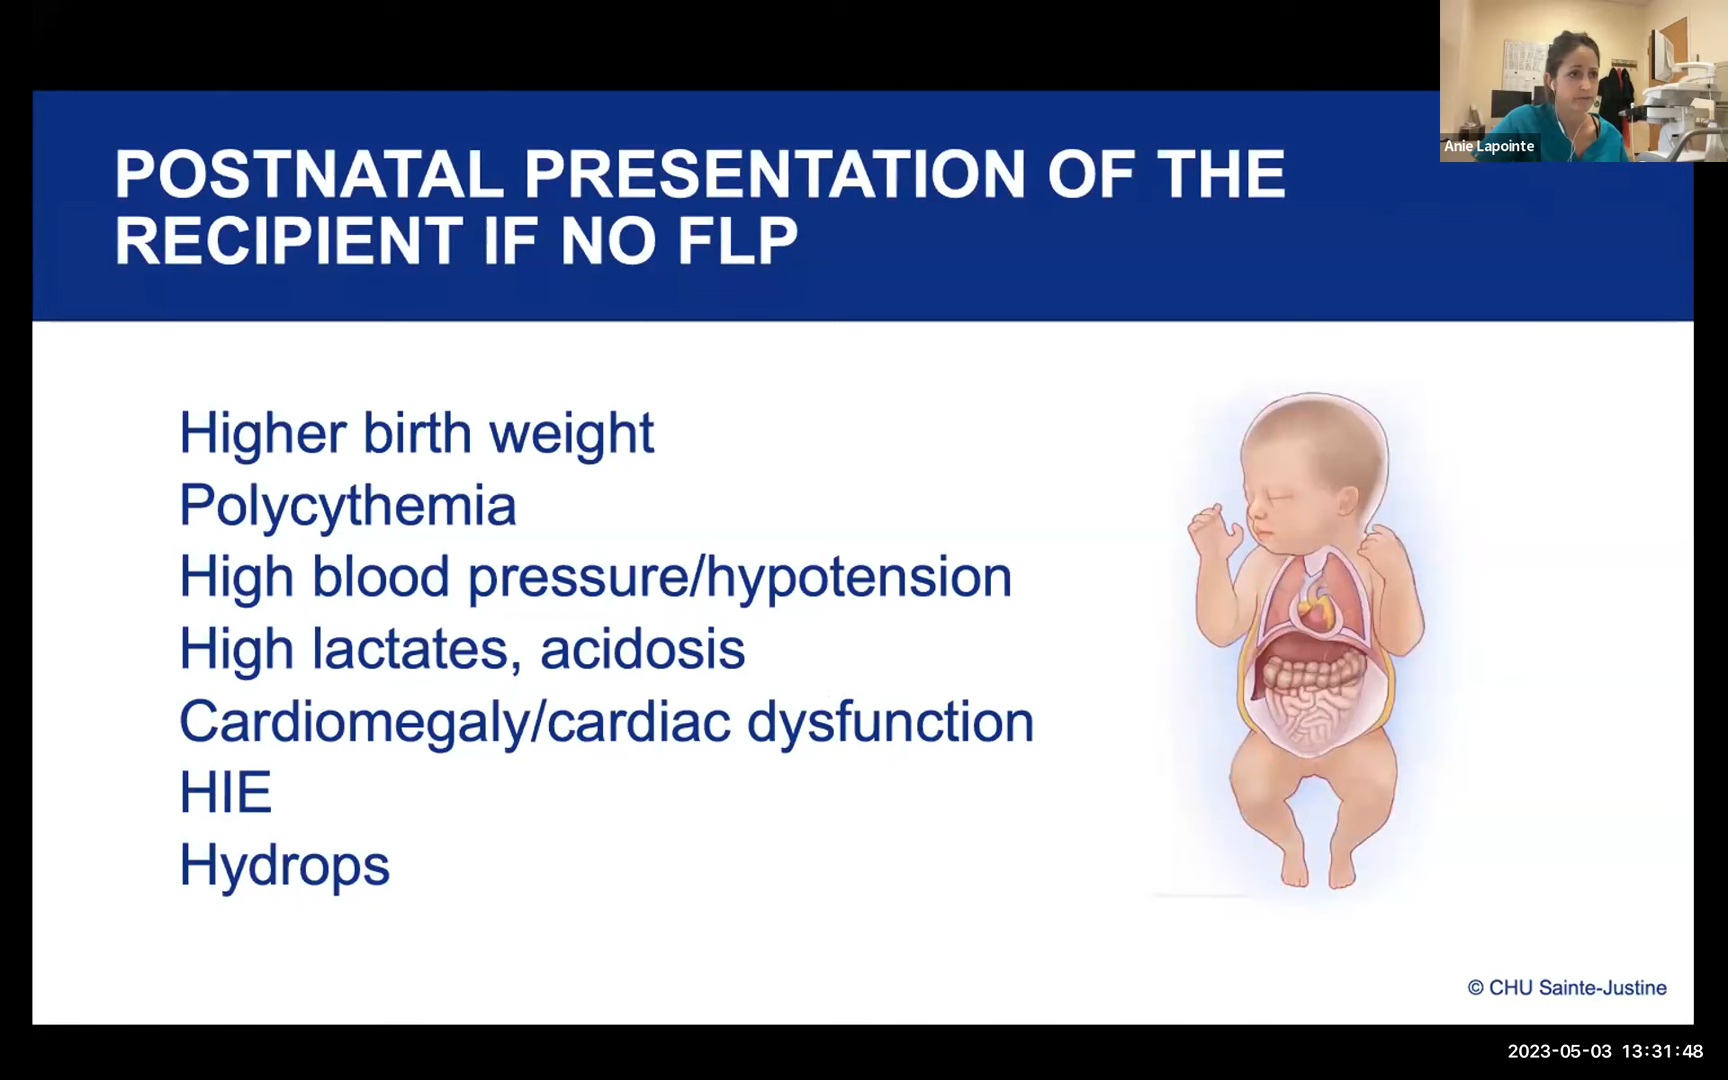 Anie Lapointe
POSTNATAL PRESENTATION OF THE
RECIPIENT IF NO FLP
Higher birth weight
Polycythemia
High blood pressure/hypotension
High lactates, acidosis
Cardiomegaly/cardiac dysfunction
HIE
Hydrops
© CHU Sainte-Justine
2023-05-03 13:31:48